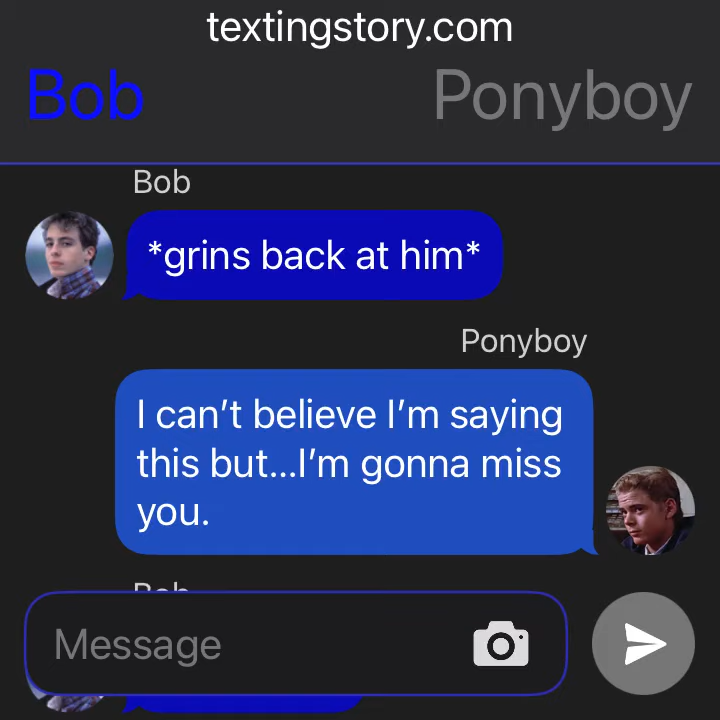 textingstory.com
Bob
Ponyboy
Bob
*grins back at him*
Ponyboy
I can’t believe I’m saying
this but...I’m gonna miss
you.
Bob
Message